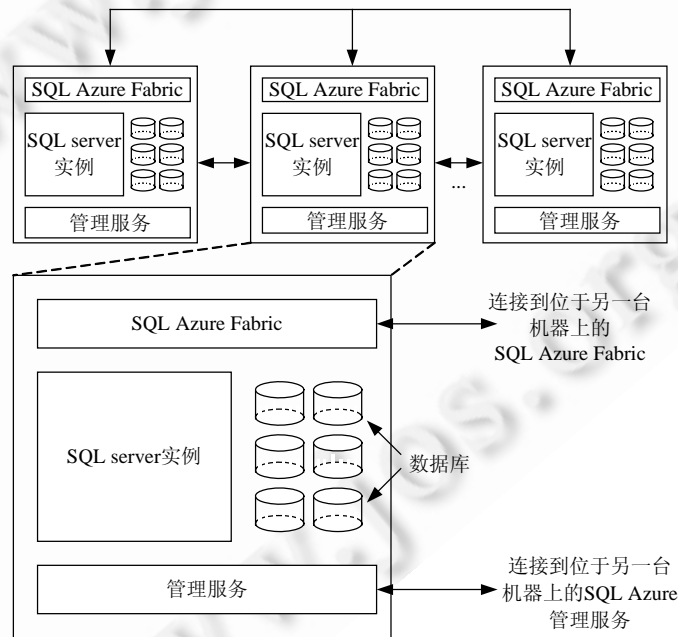 SQL Azure Fabric
SQL Azure Fabric
SQL Azure Fabric
SQL server
实例
SQL server
实例
SQL server
实例
...
管理服务
管理服务
管理服务
SQL Azure Fabric
连接到位于另一台
机器上的
SQL Azure Fabric
SQL server实例
数据库
管理服务
连接到位于另一台
机器上的SQL Azure
管理服务
www.jos.org